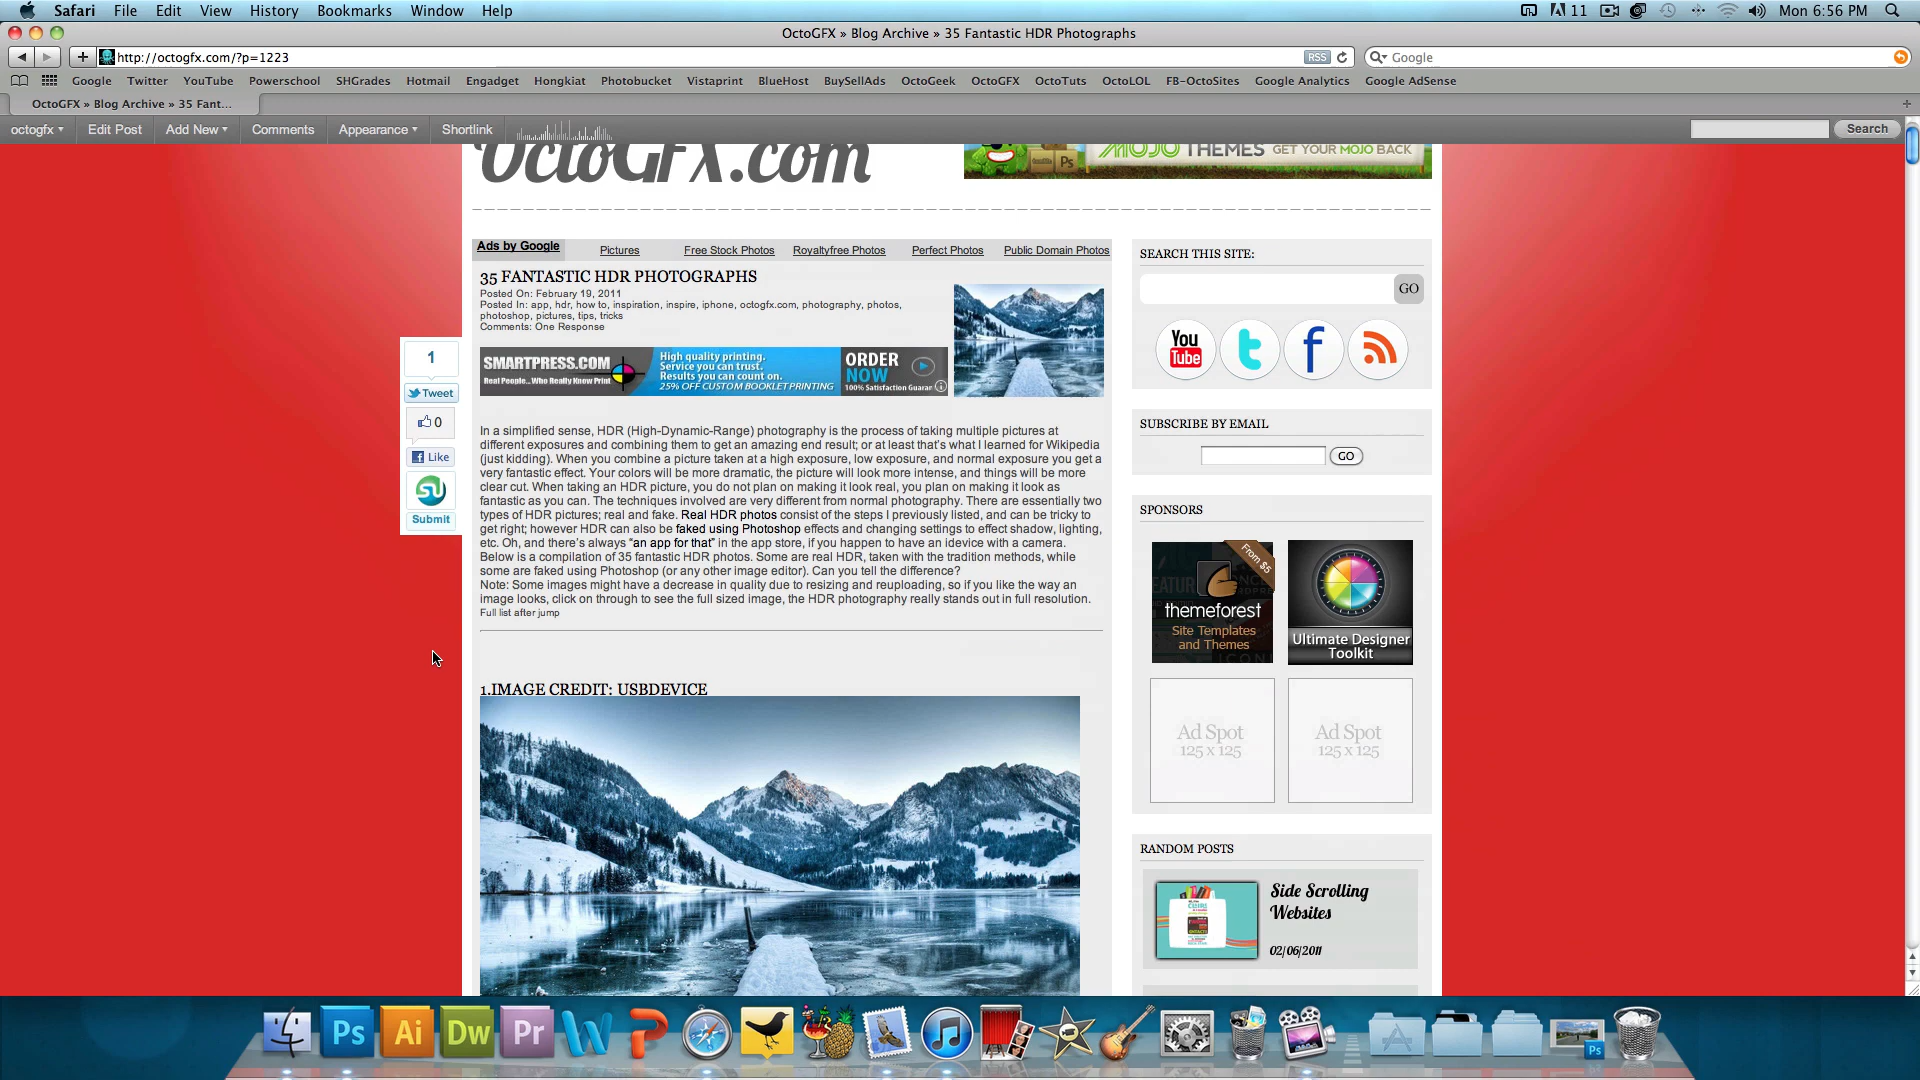 Safari File Edit View History Bookmarks Window Help
11 Mon 6:56 PM
OctoGFX » Blog Archive » 35 Fantastic HDR Photographs
http://octogfx.com/?p=1223 RSS Google
Google Twitter YouTube Powerschool SHGrades Hotmail Engadget Hongkiat Photobucket Vistaprint BlueHost BuySellAds OctoGeek OctoGFX OctoTuts OctoLOL FB-OctoSites Google Analytics Google AdSense
OctoGFX » Blog Archive » 35 Fant...
octogfx Edit Post Add New Comments Appearance Shortlink Search
OctoGFX.com
MOJO THEMES GET YOUR MOJO BACK
Ps
Ads by Google Pictures Free Stock Photos Royaltyfree Photos Perfect Photos Public Domain Photos
35 FANTASTIC HDR PHOTOGRAPHS
Posted On: February 19, 2011
Posted In: app, hdr, how to, inspiration, inspire, iphone, octogfx.com, photography, photos,
photoshop, pictures, tips, tricks
Comments: One Response
SMARTPRESS.COM
Real People...Who Really Know Print
High quality printing.
Service you can trust.
Results you can count on.
25% OFF CUSTOM BOOKLET PRINTING
ORDER
NOW
100% Satisfaction Guaran
1
Tweet
0
Like
Submit
In a simplified sense, HDR (High-Dynamic-Range) photography is the process of taking multiple pictures at
different exposures and combining them to get an amazing end result; or at least that's what I learned for Wikipedia
(just kidding). When you combine a picture taken at a high exposure, low exposure, and normal exposure you get a
very fantastic effect. Your colors will be more dramatic, the picture will look more intense, and things will be more
clear cut. When taking an HDR picture, you do not plan on making it look real, you plan on making it look as
fantastic as you can. The techniques involved are very different from normal photography. There are essentially two
types of HDR pictures; real and fake. Real HDR photos consist of the steps I previously listed, and can be tricky to
get right; however HDR can also be faked using Photoshop effects and changing settings to effect shadow, lighting,
etc. Oh, and there's always "an app for that" in the app store, if you happen to have an idevice with a camera.
Below is a compilation of 35 fantastic HDR photos. Some are real HDR, taken with the tradition methods, while
some are faked using Photoshop (or any other image editor). Can you tell the difference?
Note: Some images might have a decrease in quality due to resizing and reuploading, so if you like the way an
image looks, click on through to see the full sized image, the HDR photography really stands out in full resolution.
Full list after jump
1.IMAGE CREDIT: USBDEVICE
SEARCH THIS SITE:
GO
You
Tube
SUBSCRIBE BY EMAIL
GO
SPONSORS
From $5
themeforest
Site Templates
and Themes
Ultimate Designer
Toolkit
Ad Spot
125 x 125
Ad Spot
125 x 125
RANDOM POSTS
Side Scrolling
Websites
02/06/2011
Ps Ai Dw Pr
Ps